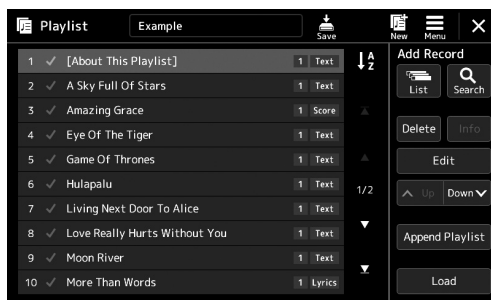 Playlist Example Save New Menu
1 [About This Playlist] 1 Text
2 A Sky Full Of Stars 1 Text
3 Amazing Grace 1 Score
4 Eye Of The Tiger 1 Text
5 Game Of Thrones 1 Text
6 Hulapalu 1 Text
7 Living Next Door To Alice 1 Text
8 Love Really Hurts Without You 1 Text
9 Moon River 1 Text
10 More Than Words 1 Lyrics
A
Z
1/2
Add Record
List Search
Delete Info
Edit
Up Down
Append Playlist
Load